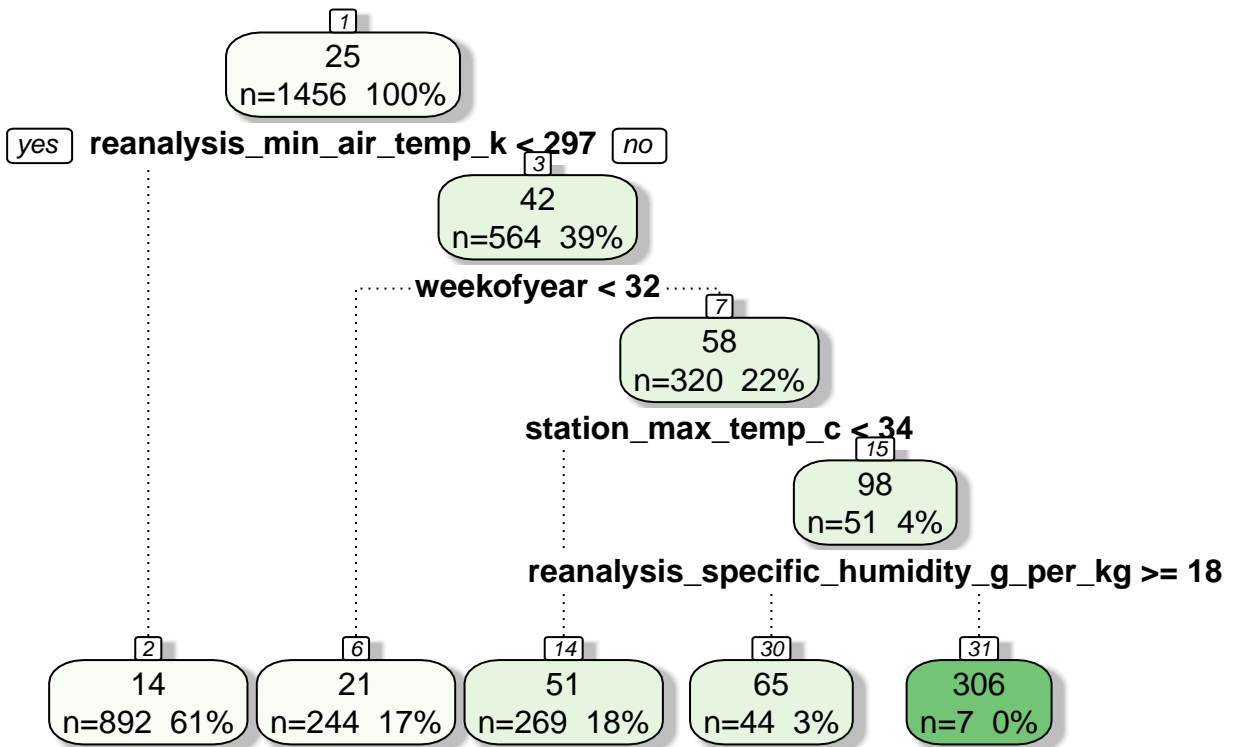 1
25
n=1456 100%
yes reanalysis_min_air_temp_k < 297 no
3
42
n=564 39%
weekofyear < 32
7
58
n=320 22%
station_max_temp_c < 34
15
98
n=51 4%
reanalysis_specific_humidity_g_per_kg >= 18
2 6 14 30 31
14 21 51 65 306
n=892 61% n=244 17% n=269 18% n=44 3% n=7 0%